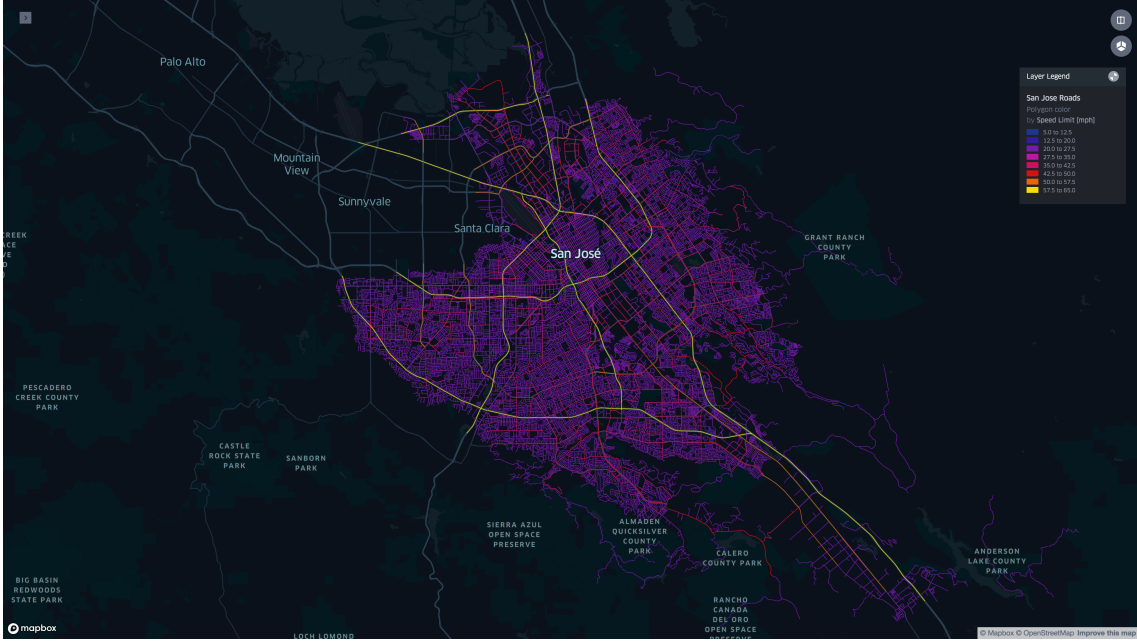 Palo Alto
Mountain
View
Sunnyvale
Santa Clara
San José
GRANT RANCH
COUNTY
PARK
CREEK
PESCADERO
CREEK COUNTY
PARK
CASTLE
ROCK STATE
PARK
SANBORN
PARK
SIERRA AZUL
OPEN SPACE
PRESERVE
ALMADEN
QUICKSILVER
COUNTY
PARK
CALERO
COUNTY PARK
ANDERSON
LAKE COUNTY
PARK
BIG BASIN
REDWOODS
STATE PARK
RANCHO
CANADA
DEL ORO
OPEN SPACE
PRESERVE
LOCH LOMOND
Layer Legend
San Jose Roads
Polygon color
by Speed Limit [mph]
5.0 to 12.5
12.5 to 20.0
20.0 to 27.5
27.5 to 35.0
35.0 to 42.5
42.5 to 50.0
50.0 to 57.5
57.5 to 65.0
mapbox
© Mapbox © OpenStreetMap Improve this map